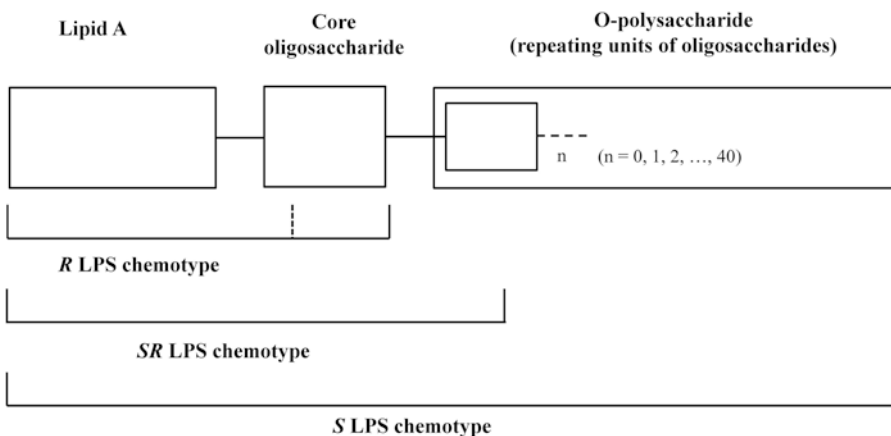 Lipid A
Core
oligosaccharide
O-polysaccharide
(repeating units of oligosaccharides)
n (n = 0, 1, 2, …, 40)
R LPS chemotype
SR LPS chemotype
S LPS chemotype